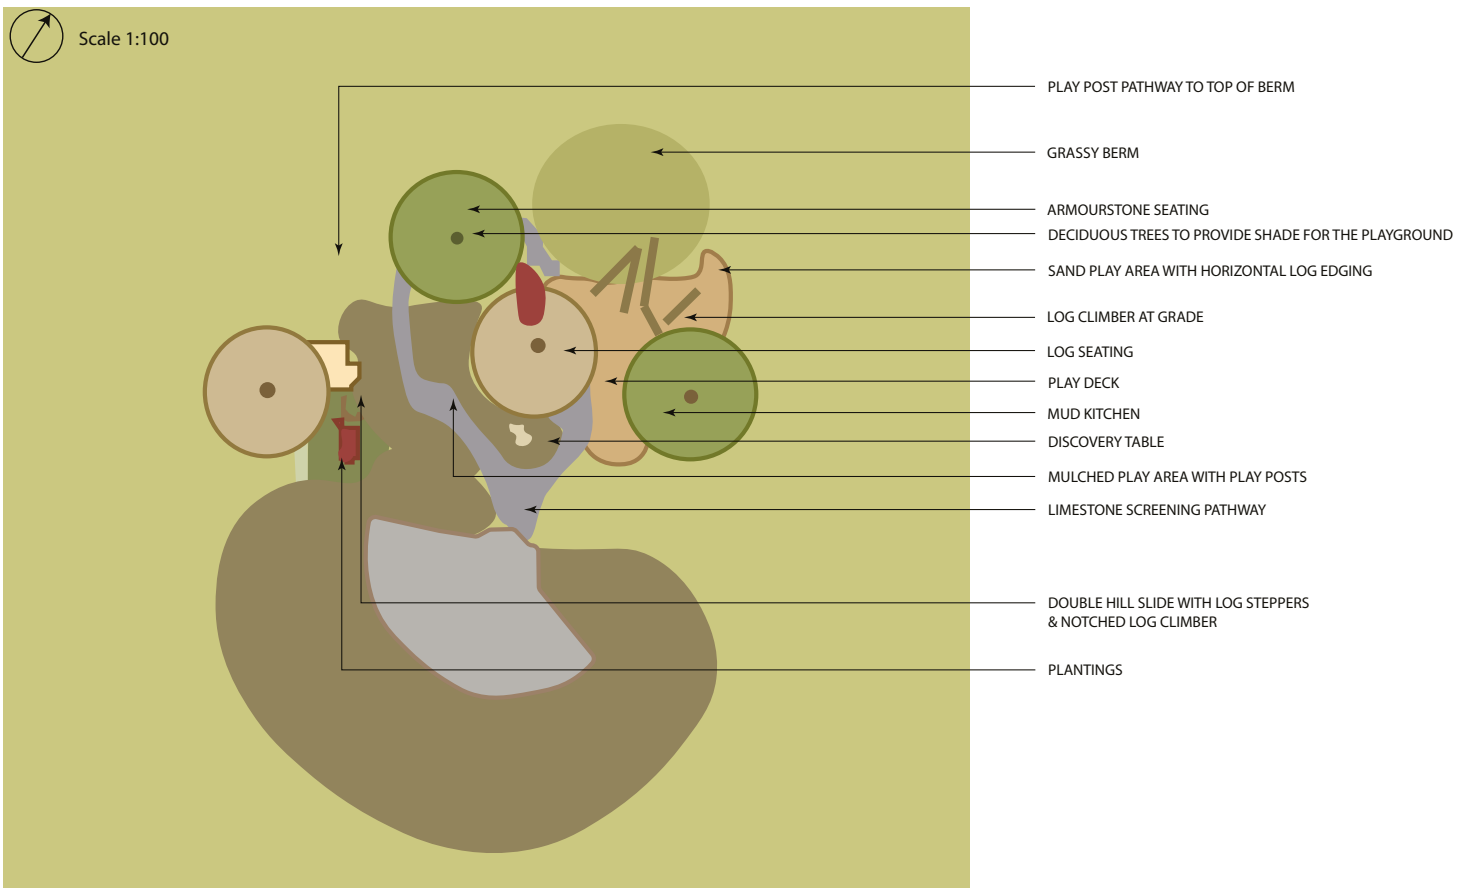 Scale 1:100
PLAY POST PATHWAY TO TOP OF BERM
GRASSY BERM
ARMOURSTONE SEATING
DECIDUOUS TREES TO PROVIDE SHADE FOR THE PLAYGROUND
SAND PLAY AREA WITH HORIZONTAL LOG EDGING
LOG CLIMBER AT GRADE
LOG SEATING
PLAY DECK
MUD KITCHEN
DISCOVERY TABLE
MULCHED PLAY AREA WITH PLAY POSTS
LIMESTONE SCREENING PATHWAY
DOUBLE HILL SLIDE WITH LOG STEPPERS
& NOTCHED LOG CLIMBER
PLANTINGS